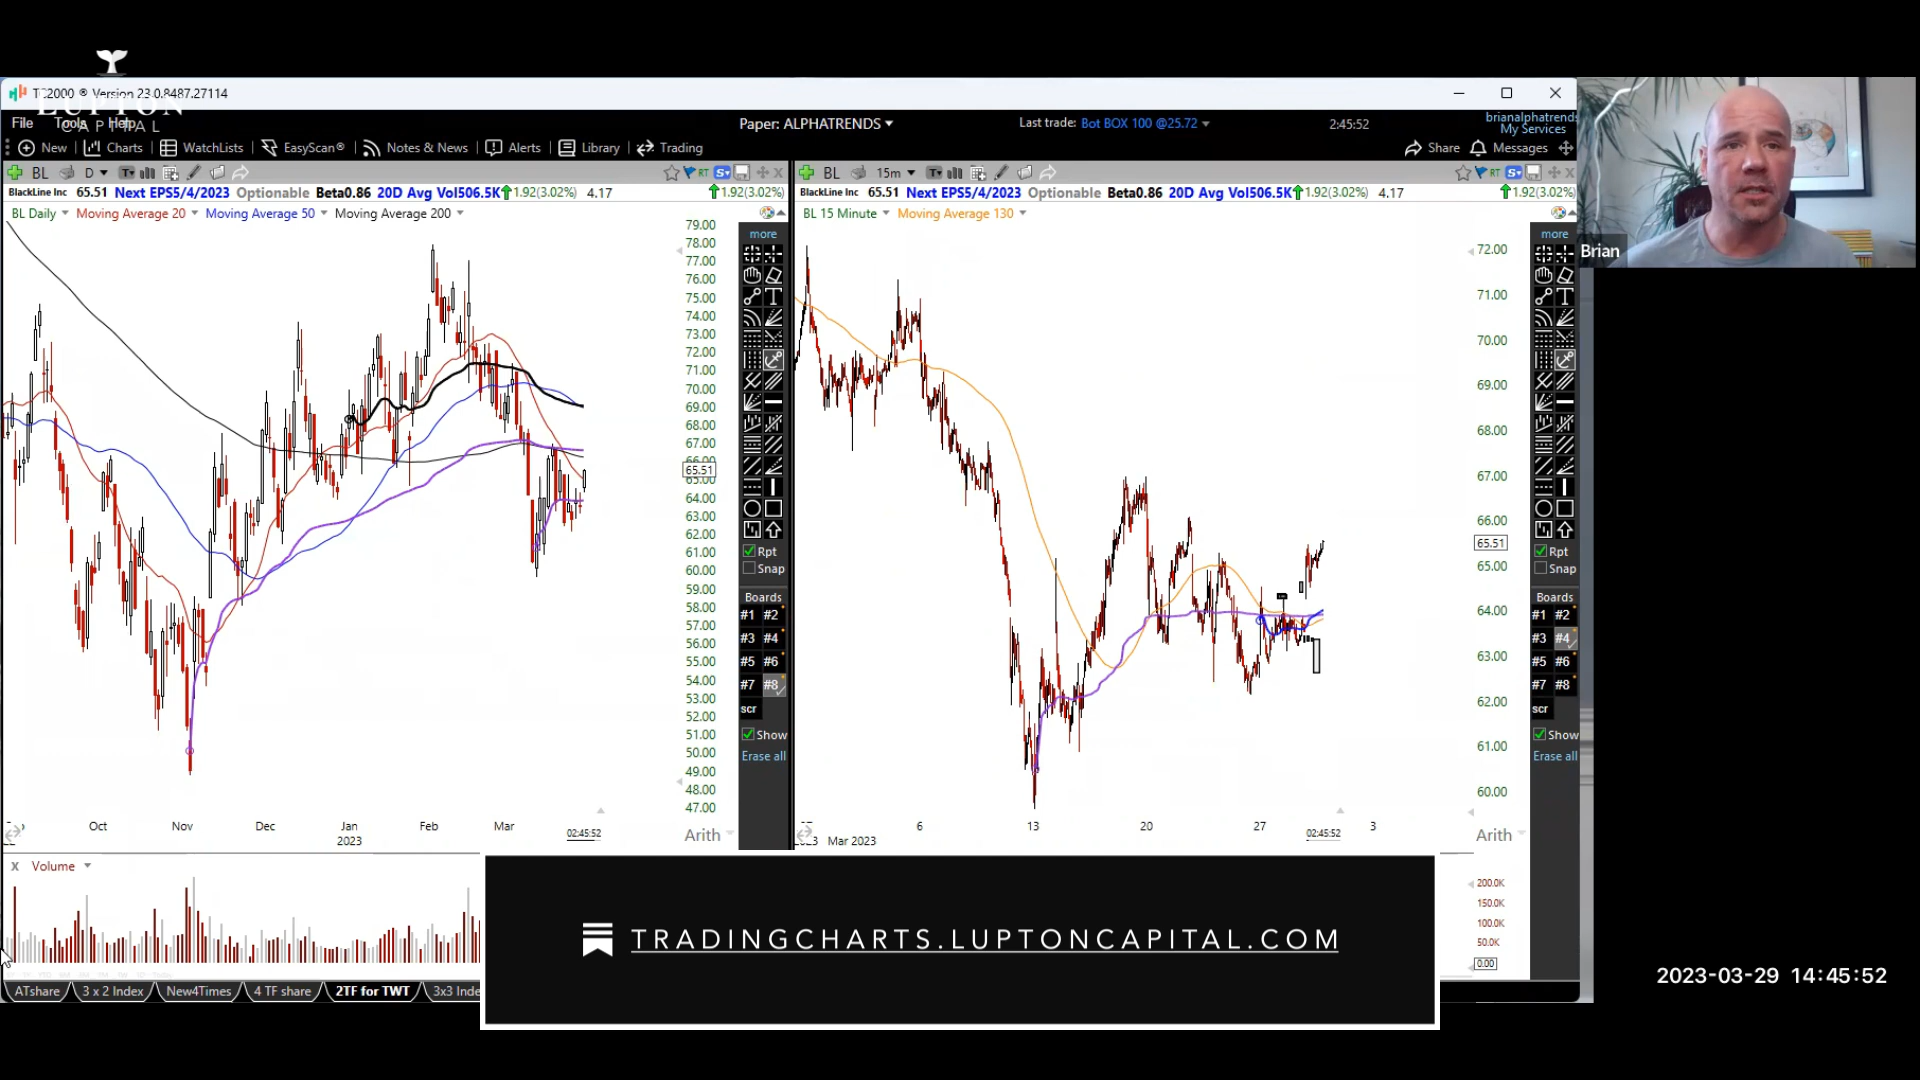 TC2000 ® Version 23.0.8487.27114
LUPTON
CAPITAL
File Tools Help
Paper: ALPHATRENDS
Last trade: Bot BOX 100 @25.72
2:45:52
brianalphatrends
My Services
New Charts WatchLists EasyScan® Notes & News Alerts Library Trading
Share Messages
BL D
RT
BlackLine Inc 65.51 Next EPS5/4/2023 Optionable Beta0.86 20D Avg Vol506.5K 1.92(3.02%) 4.17 1.92(3.02%)
BL Daily Moving Average 20 Moving Average 50 Moving Average 200
79.00
78.00
77.00
76.00
75.00
74.00
73.00
72.00
71.00
70.00
69.00
68.00
67.00
66.00
65.51
65.00
64.00
63.00
62.00
61.00
60.00
59.00
58.00
57.00
56.00
55.00
54.00
53.00
52.00
51.00
50.00
49.00
48.00
47.00
Oct Nov Dec Jan Feb Mar
2023
02:45:52
Arith
more
Rpt
Snap
Boards
#1 #2
#3 #4
#5 #6
#7 #8
scr
Show
Erase all
BL 15m
RT
BlackLine Inc 65.51 Next EPS5/4/2023 Optionable Beta0.86 20D Avg Vol506.5K 1.92(3.02%) 4.17 1.92(3.02%)
BL 15 Minute Moving Average 130
72.00
71.00
70.00
69.00
68.00
67.00
66.00
65.51
65.00
64.00
63.00
62.00
61.00
60.00
6 13 20 27 3
Mar 2023
02:45:52
Arith
more
Rpt
Snap
Boards
#1 #2
#3 #4
#5 #6
#7 #8
scr
Show
Erase all
X Volume
200.0K
150.0K
100.0K
50.0K
0.00
ATshare 3 x 2 Index New4Times 4 TF share 2TF for TWT 3x3 Inde
Brian
TRADINGCHARTS.LUPTONCAPITAL.COM
2023-03-29 14:45:52